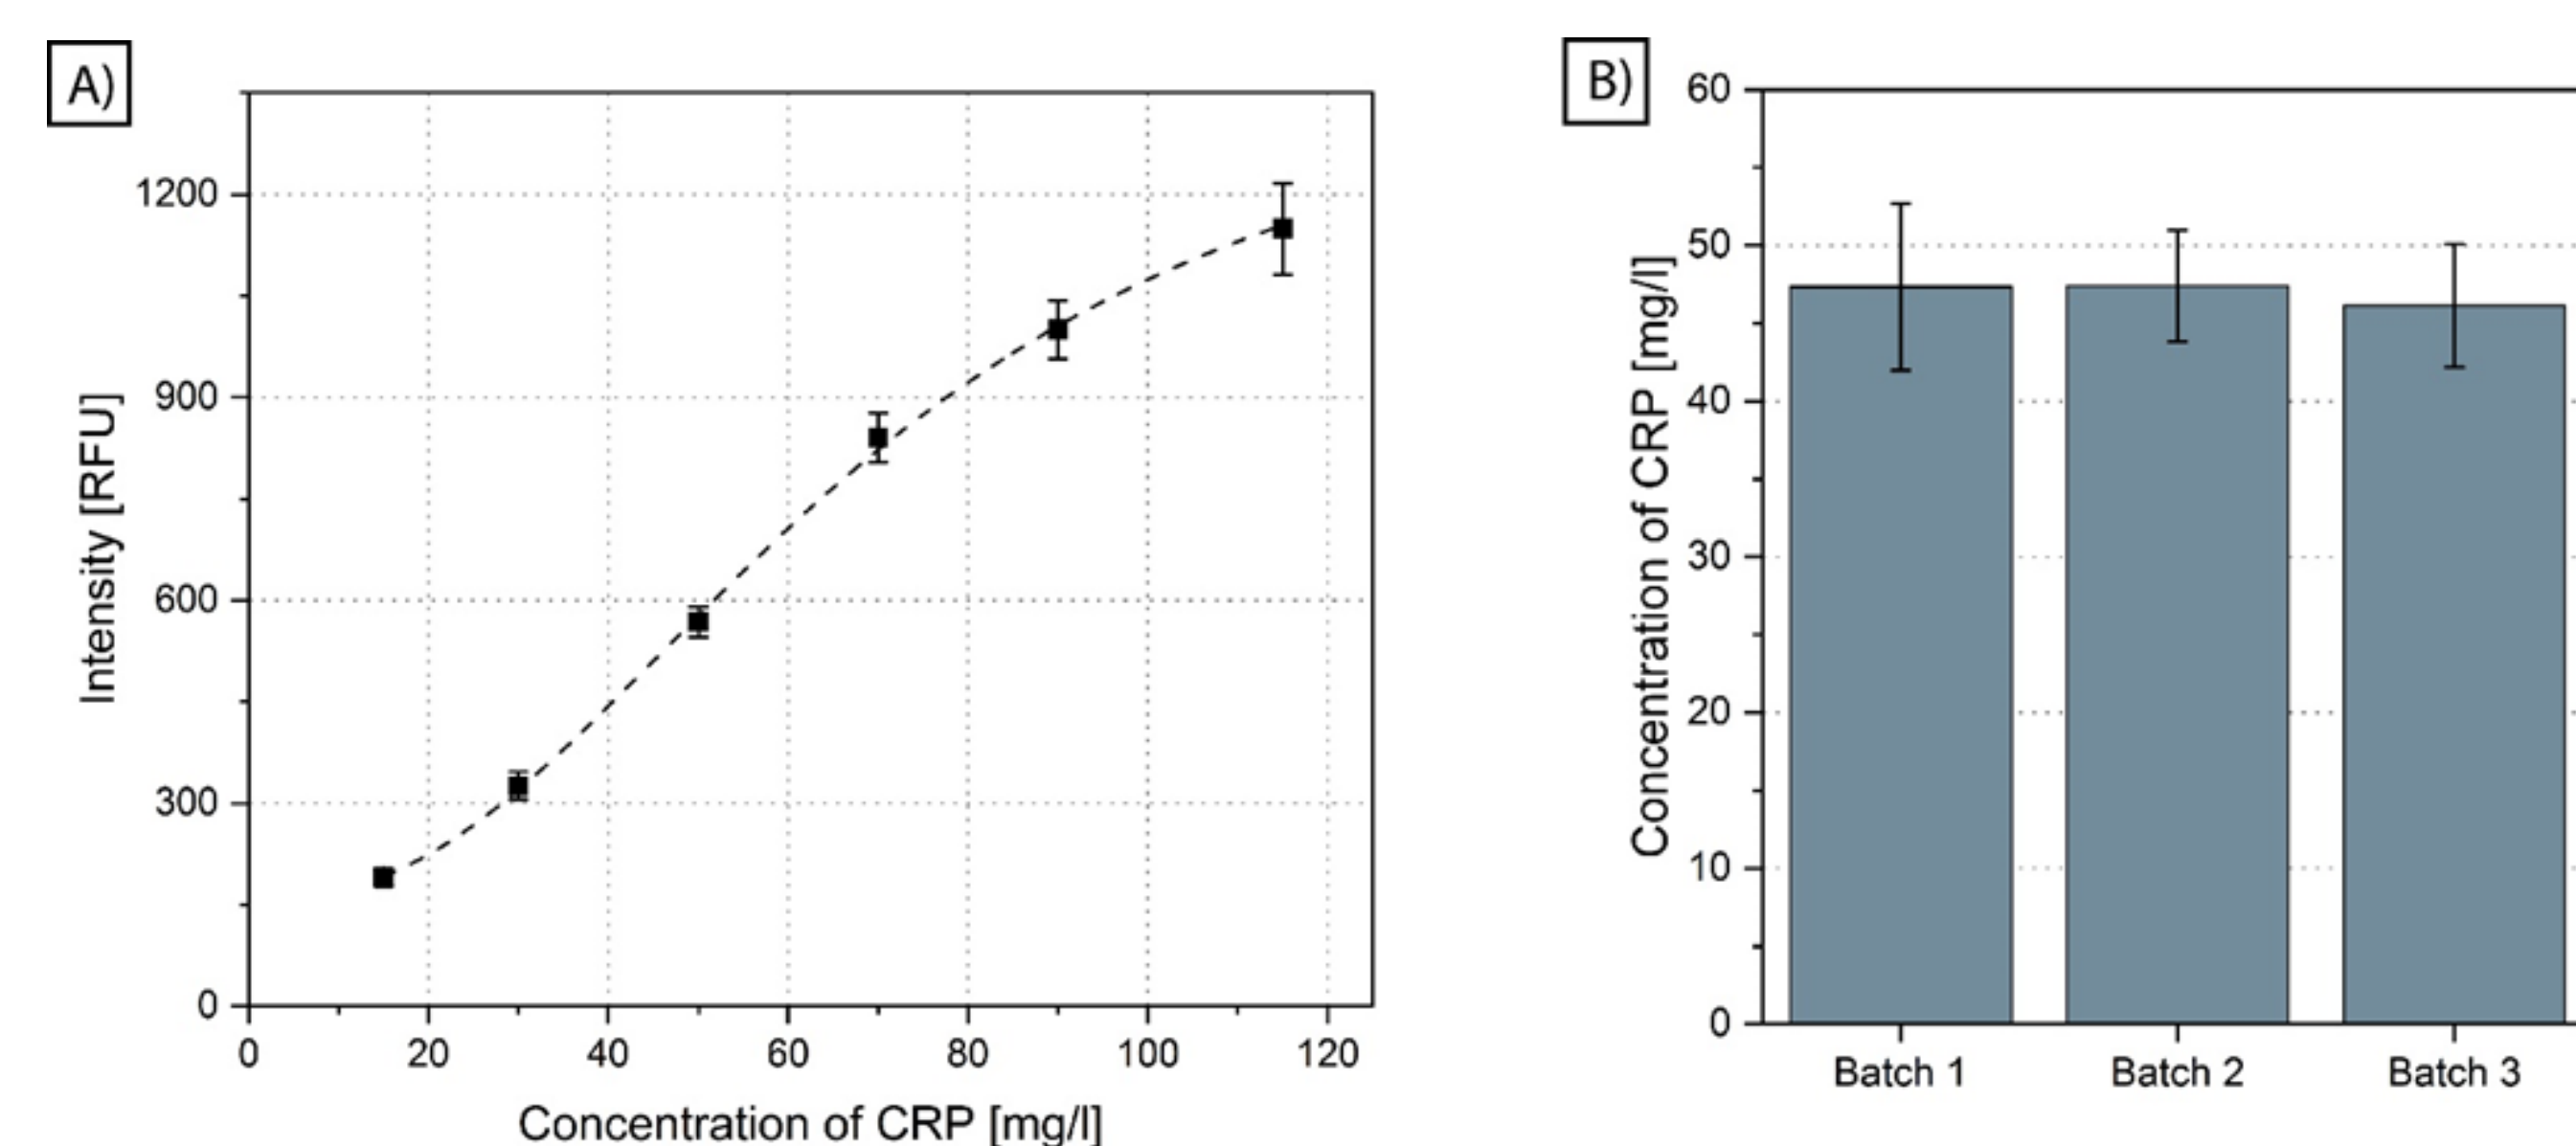 A)
1200
900
600
300
0
Intensity [RFU]
0 20 40 60 80 100 120
Concentration of CRP [mg/l]
B)
60
50
40
30
20
10
0
Concentration of CRP [mg/l]
Batch 1 Batch 2 Batch 3